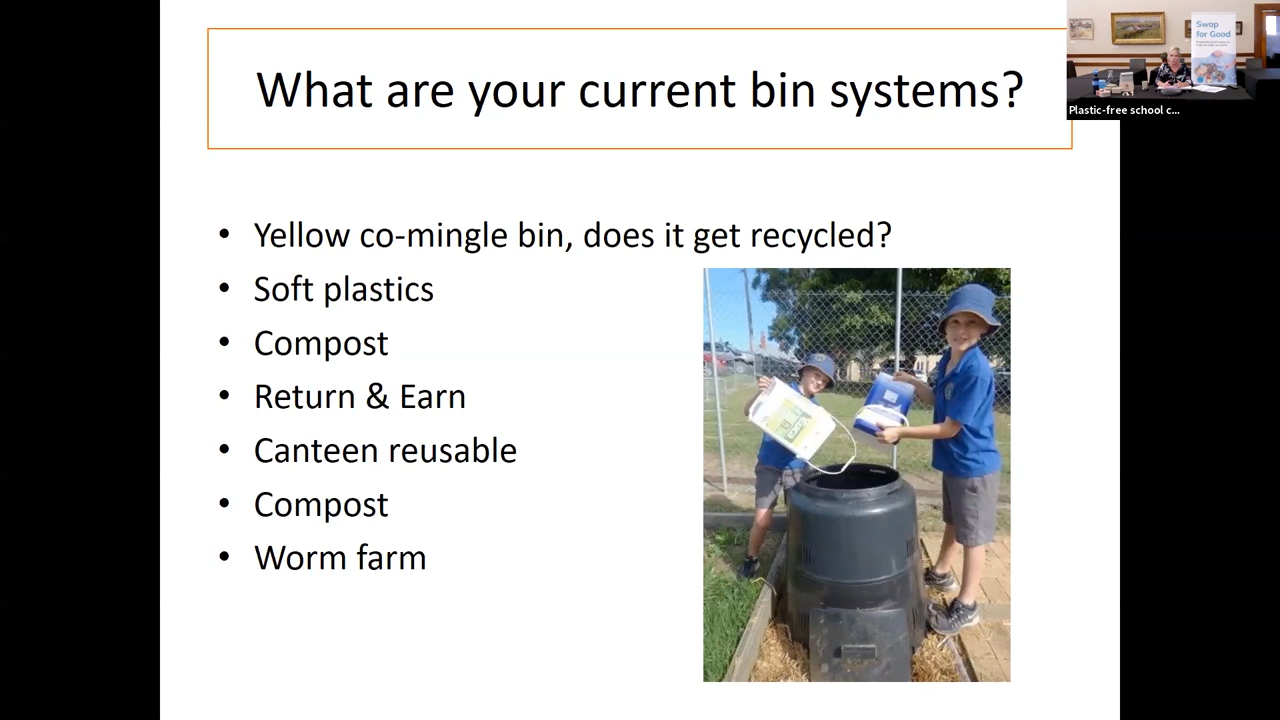 What are your current bin systems?
Swap
for Good
Plastic-free school c...
• Yellow co-mingle bin, does it get recycled?
• Soft plastics
• Compost
• Return & Earn
• Canteen reusable
• Compost
• Worm farm